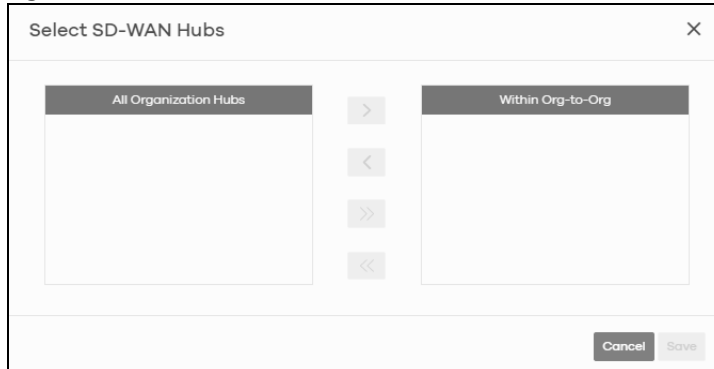 Select SD-WAN Hubs
All Organization Hubs
Within Org-to-Org
>
<
>>
<<
Cancel Save